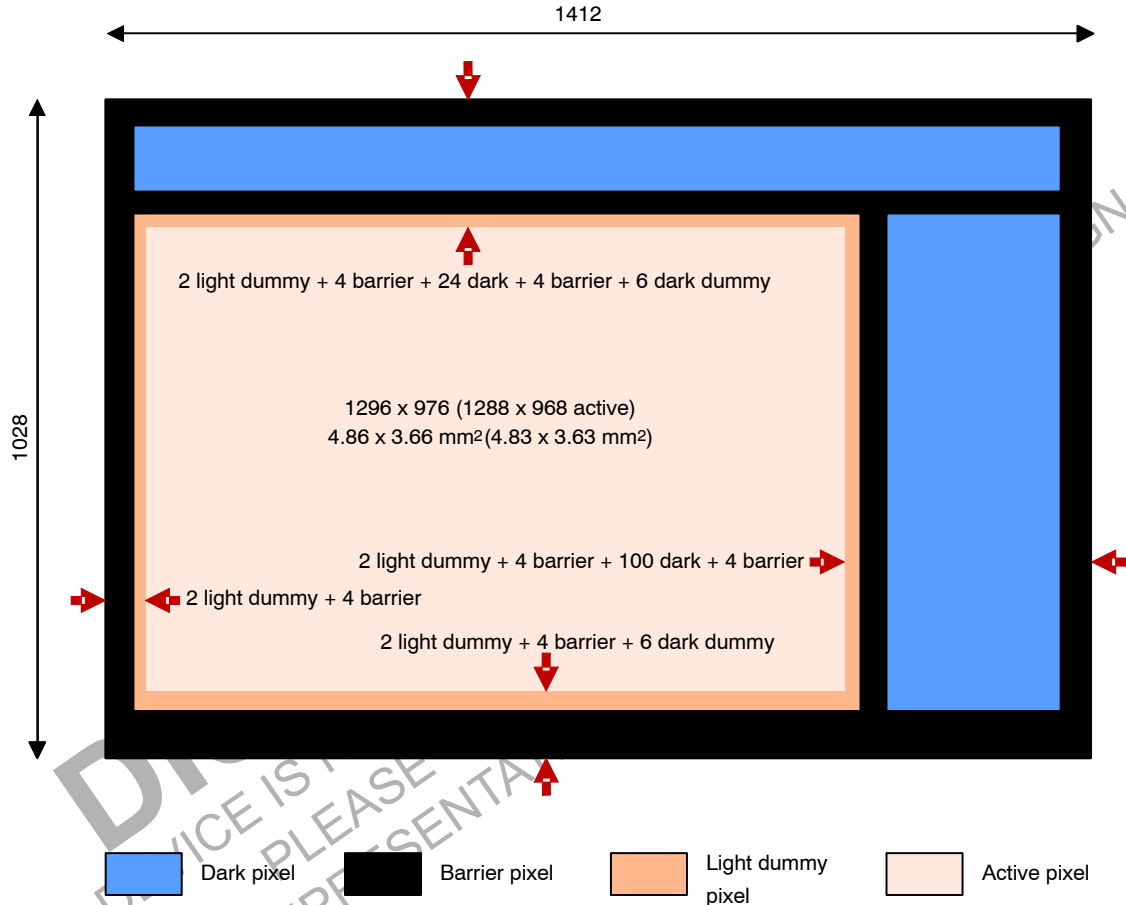 1412
1028
2 light dummy + 4 barrier + 24 dark + 4 barrier + 6 dark dummy
1296 x 976 (1288 x 968 active)
4.86 x 3.66 mm² (4.83 x 3.63 mm²)
2 light dummy + 4 barrier + 100 dark + 4 barrier
2 light dummy + 4 barrier
2 light dummy + 4 barrier + 6 dark dummy
PLEASE
Dark pixel
Barrier pixel
Light dummy
pixel
Active pixel